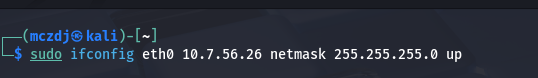 ┌──(mczdj㉿kali)-[~]
└─$ sudo ifconfig eth0 10.7.56.26 netmask 255.255.255.0 up